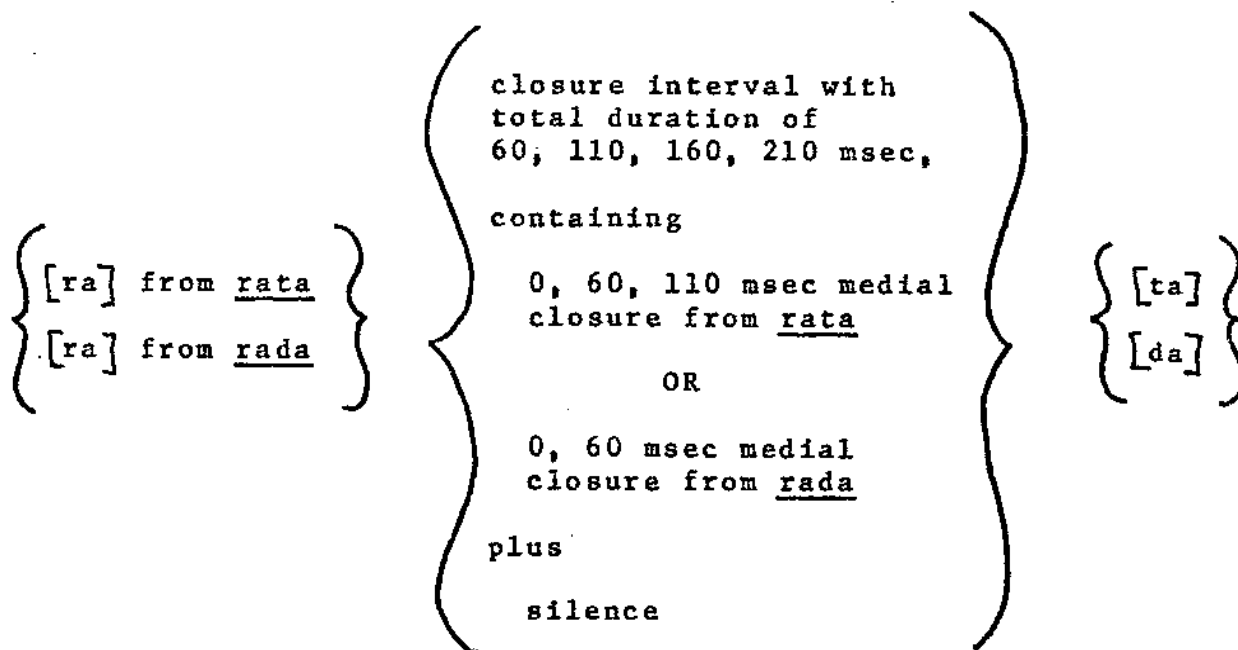 [ra] from rata
[ra] from rada
closure interval with
total duration of
60, 110, 160, 210 msec,
containing
0, 60, 110 msec medial
closure from rata
OR
0, 60 msec medial
closure from rada
plus
silence
[ta]
[da]